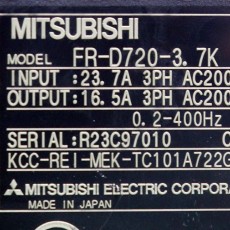 MITSUBISHI
MODEL FR-D720-3.7K
INPUT :23.7A 3PH AC200
OUTPUT:16.5A 3PH AC200
0.2-400Hz
SERIAL:R23C97010
KCC-REI-MEK-TC101A722G
MITSUBISHI ELECTRIC CORPOR
MADE IN JAPAN